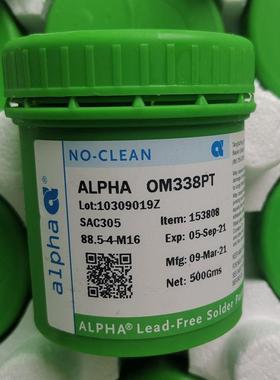 alpha
NO-CLEAN
ALPHA OM338PT
Lot:10309019Z
SAC305 Item: 153808
88.5-4-M16 Exp: 05-Sep-21
Mfg: 09-Mar-21
Net: 500Gms
ALPHA® Lead-Free Solder